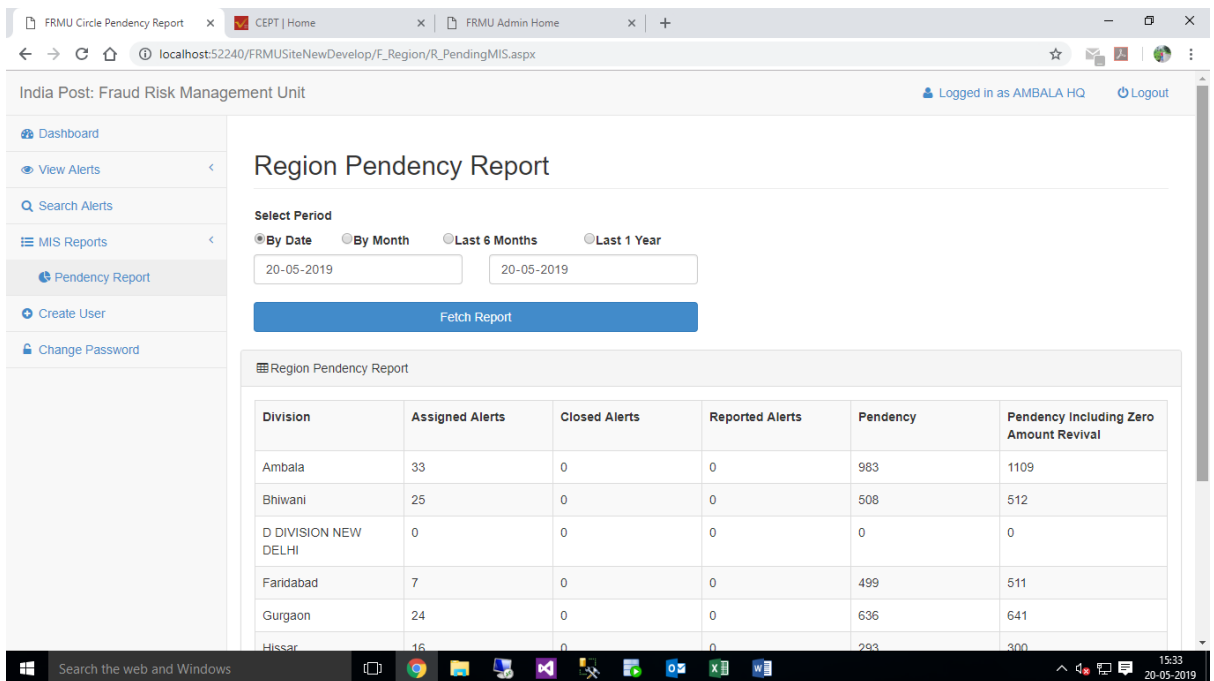 FRMU Circle Pendency Report
CEPT | Home
FRMU Admin Home
localhost:52240/FRMUSiteNewDevelop/F_Region/R_PendingMIS.aspx
India Post: Fraud Risk Management Unit
Logged in as AMBALA HQ
Logout
Dashboard
View Alerts
Search Alerts
MIS Reports
Pendency Report
Create User
Change Password
Region Pendency Report
Select Period
By Date By Month Last 6 Months Last 1 Year
20-05-2019 20-05-2019
Fetch Report
Region Pendency Report
Division Assigned Alerts Closed Alerts Reported Alerts Pendency Pendency Including Zero
Amount Revival
Ambala 33 0 0 983 1109
Bhiwani 25 0 0 508 512
D DIVISION NEW 0 0 0 0 0
DELHI
Faridabad 7 0 0 499 511
Gurgaon 24 0 0 636 641
Hissar 16 0 0 293 300
Search the web and Windows
15:33
20-05-2019